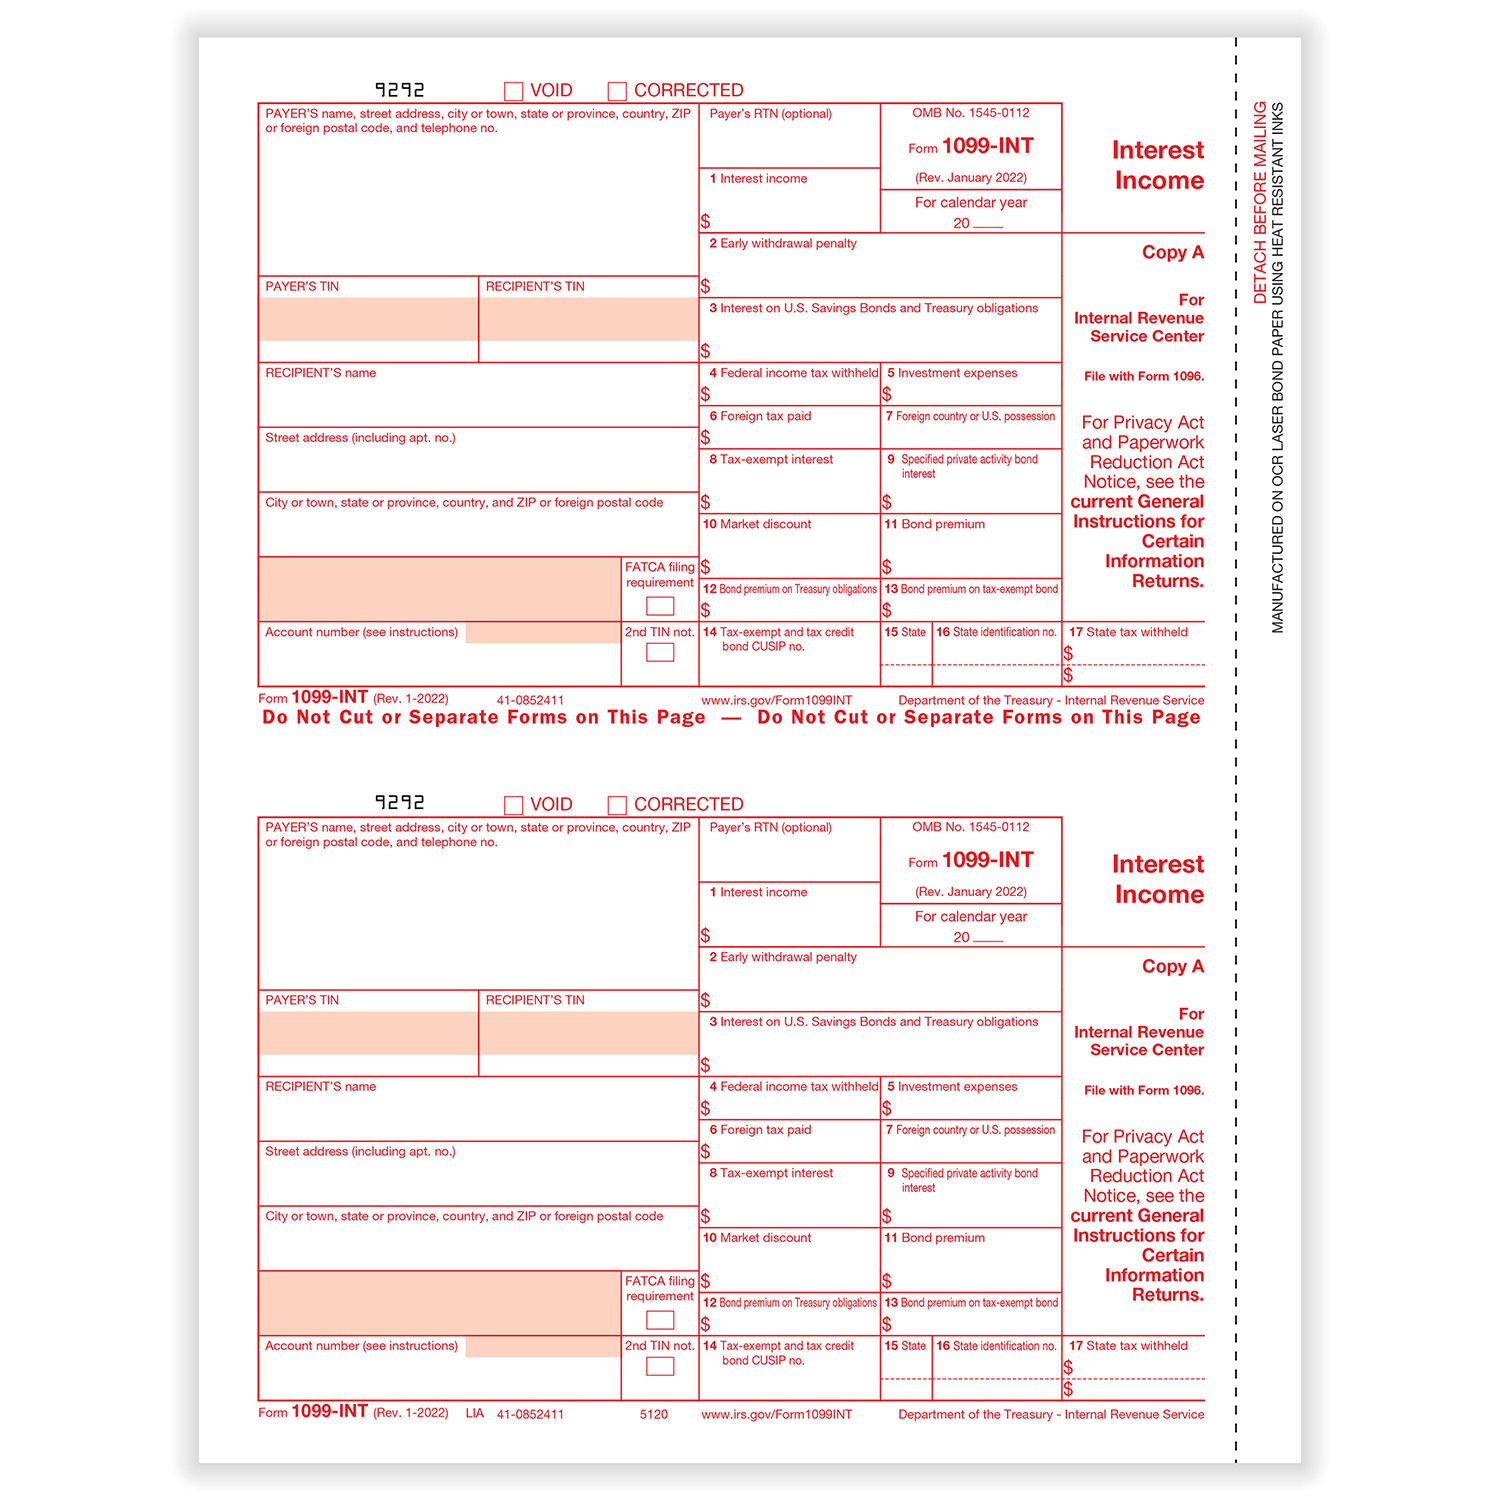 9292 VOID CORRECTED
PAYER'S name, street address, city or town, state or province, country, ZIP
or foreign postal code, and telephone no.
Payer's RTN (optional)
1 Interest income
$
OMB No. 1545-0112
Form 1099-INT
(Rev. January 2022)
For calendar year
20 ____
Interest
Income
2 Early withdrawal penalty
$
Copy A
PAYER'S TIN
RECIPIENT'S TIN
3 Interest on U.S. Savings Bonds and Treasury obligations
$
For
Internal Revenue
Service Center
File with Form 1096.
RECIPIENT'S name
4 Federal income tax withheld
$
5 Investment expenses
$
6 Foreign tax paid
$
7 Foreign country or U.S. possession
For Privacy Act
and Paperwork
Reduction Act
Notice, see the
current General
Instructions for
Certain
Information
Returns.
Street address (including apt. no.)
8 Tax-exempt interest
$
9 Specified private activity bond
interest
$
City or town, state or province, country, and ZIP or foreign postal code
10 Market discount
$
11 Bond premium
$
FATCA filing
requirement
12 Bond premium on Treasury obligations
$
13 Bond premium on tax-exempt bond
$
Account number (see instructions)
2nd TIN not.
14 Tax-exempt and tax credit
bond CUSIP no.
15 State
16 State identification no.
17 State tax withheld
$
$
Form 1099-INT (Rev. 1-2022) 41-0852411 www.irs.gov/Form1099INT Department of the Treasury - Internal Revenue Service
Do Not Cut or Separate Forms on This Page — Do Not Cut or Separate Forms on This Page
9292 VOID CORRECTED
PAYER'S name, street address, city or town, state or province, country, ZIP
or foreign postal code, and telephone no.
Payer's RTN (optional)
1 Interest income
$
OMB No. 1545-0112
Form 1099-INT
(Rev. January 2022)
For calendar year
20 ____
Interest
Income
2 Early withdrawal penalty
$
Copy A
PAYER'S TIN
RECIPIENT'S TIN
3 Interest on U.S. Savings Bonds and Treasury obligations
$
For
Internal Revenue
Service Center
File with Form 1096.
RECIPIENT'S name
4 Federal income tax withheld
$
5 Investment expenses
$
6 Foreign tax paid
$
7 Foreign country or U.S. possession
For Privacy Act
and Paperwork
Reduction Act
Notice, see the
current General
Instructions for
Certain
Information
Returns.
Street address (including apt. no.)
8 Tax-exempt interest
$
9 Specified private activity bond
interest
$
City or town, state or province, country, and ZIP or foreign postal code
10 Market discount
$
11 Bond premium
$
FATCA filing
requirement
12 Bond premium on Treasury obligations
$
13 Bond premium on tax-exempt bond
$
Account number (see instructions)
2nd TIN not.
14 Tax-exempt and tax credit
bond CUSIP no.
15 State
16 State identification no.
17 State tax withheld
$
$
Form 1099-INT (Rev. 1-2022) LIA 41-0852411 5120 www.irs.gov/Form1099INT Department of the Treasury - Internal Revenue Service
DETACH BEFORE MAILING
MANUFACTURED ON OCR LASER BOND PAPER USING HEAT RESISTANT INKS